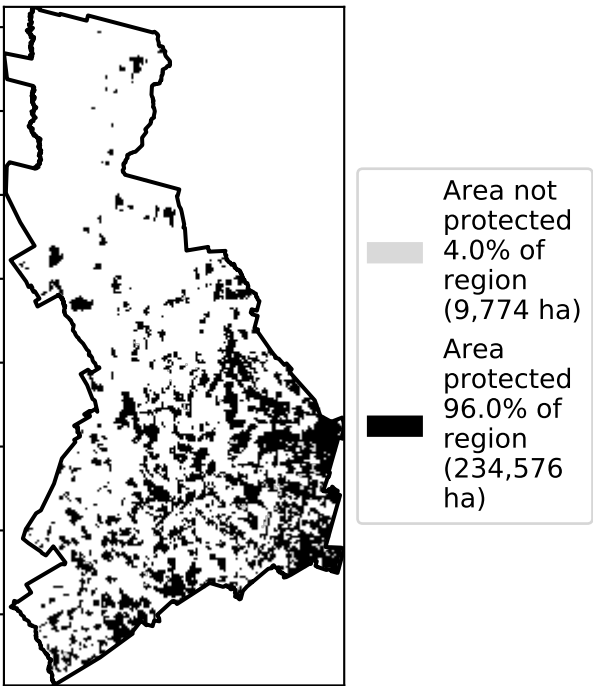 Area not
protected
4.0% of
region
(9,774 ha)
Area
protected
96.0% of
region
(234,576
ha)